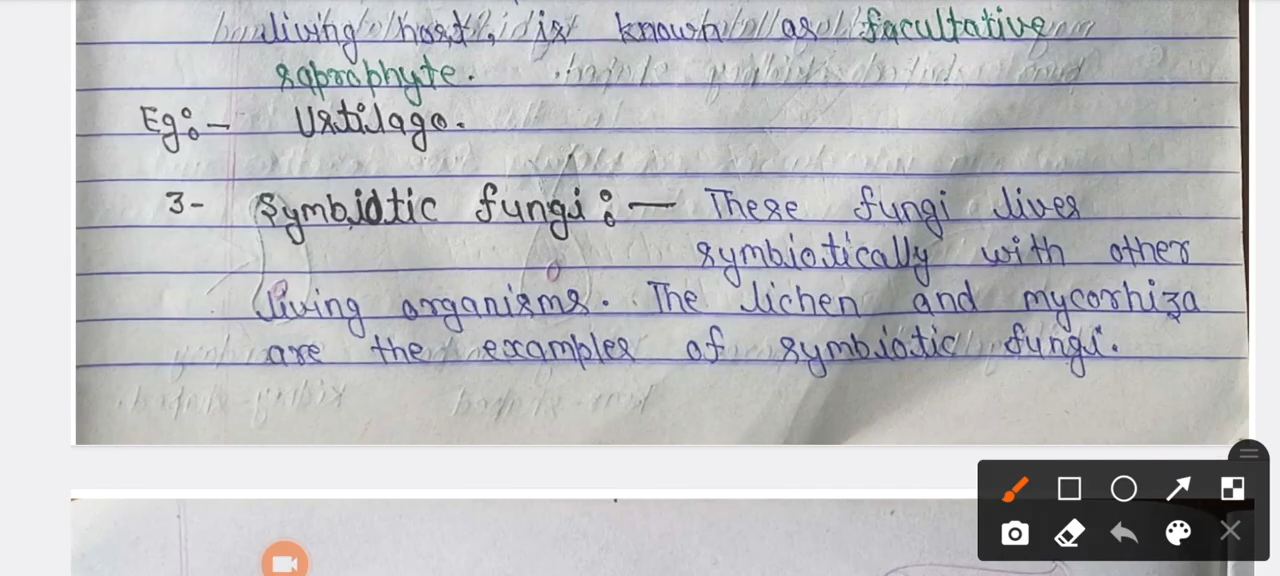 living host, is known as facultative
saprophyte.
Eg:- Ustilago.
3- Symbiotic fungi:- These fungi lives
symbiotically with other
living organisms. The lichen and mycorhiza
are the examples of symbiotic fungi.